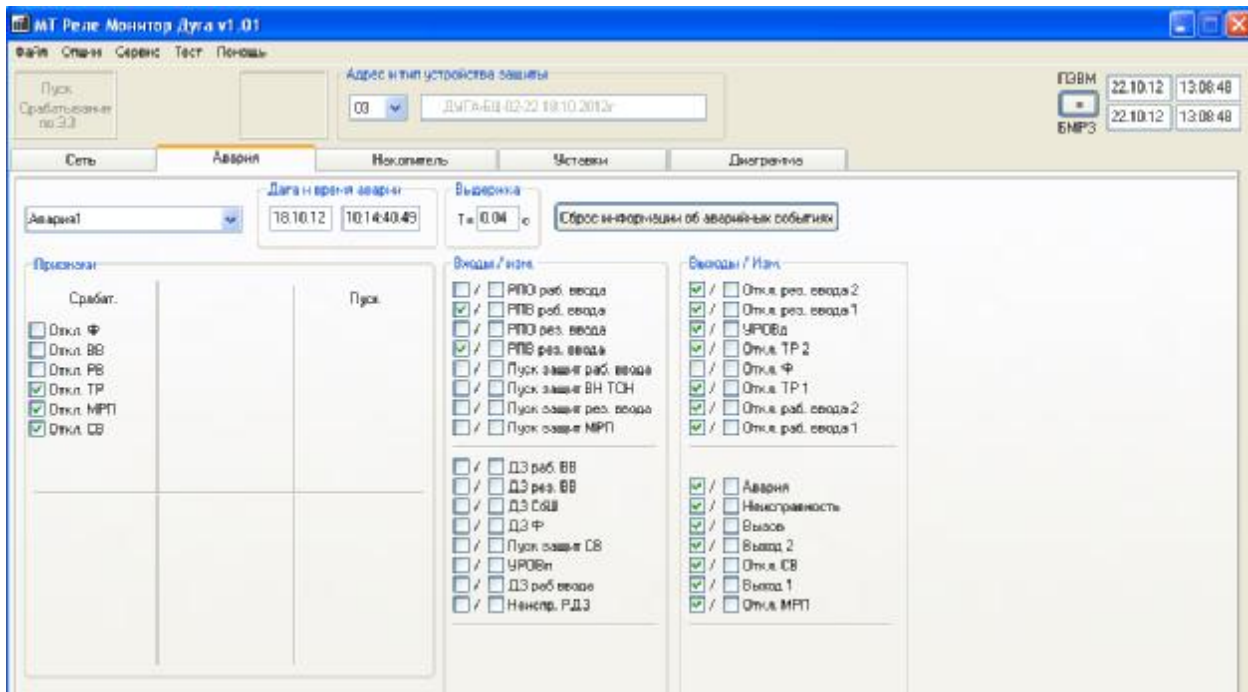 МТ Реле Монитор Дуга v1.01
Файл Опции Сервис Тест Помощь
Пуск
Срабатывание
по ЭЗ
Адрес и тип устройства защиты
03
ДУГА-БЦ-02-22 19.10.2012г
ПЭВМ
22.10.12 13:08:48
БМРЗ
22.10.12 13:08:48
Сеть Авария Накопитель Уставки Диаграмма
Авария1
Дата и время аварии
18.10.12 10:14:40.49
Выдержка
T= 0.04 с
Сброс информации об аварийных событиях
Признаки
Срабат. Пуск
Откл. Ф
Откл. ВВ
Откл. РВ
Откл. ТР
Откл. МРП
Откл. СВ
Входы / изм.
/ РПО раб. ввода
/ РПВ раб. ввода
/ РПО рез. ввода
/ РПВ рез. ввода
/ Пуск защит раб. ввода
/ Пуск защит ВН ТСН
/ Пуск защит рез. ввода
/ Пуск защит МРП
/ ДЗ раб. ВВ
/ ДЗ рез. ВВ
/ ДЗ СбШ
/ ДЗ Ф
/ Пуск защит СВ
/ УРОВп
/ ДЗ раб ввода
/ Неиспр. РДЗ
Выходы / Изм.
/ Откл. рез. ввода 2
/ Откл. рез. ввода 1
/ УРОВд
/ Откл. ТР 2
/ Откл. Ф
/ Откл. ТР 1
/ Откл. раб. ввода 2
/ Откл. раб. ввода 1
/ Авария
/ Неисправность
/ Вызов
/ Выход 2
/ Откл. СВ
/ Выход 1
/ Откл. МРП